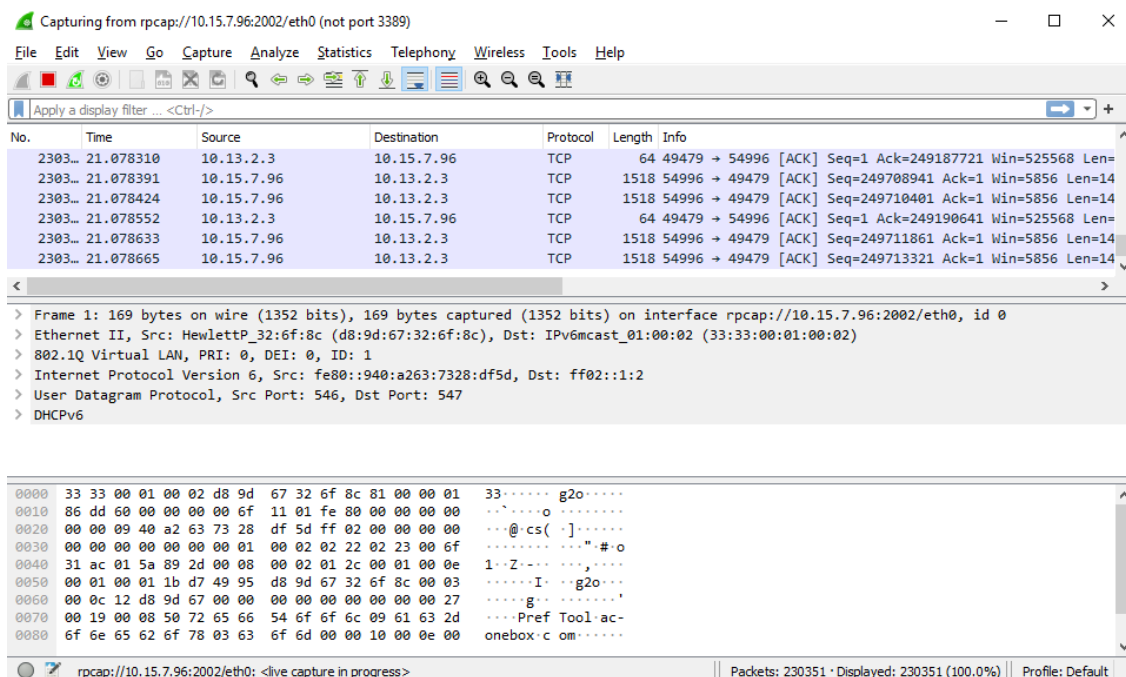 Capturing from rpcap://10.15.7.96:2002/eth0 (not port 3389)
File Edit View Go Capture Analyze Statistics Telephony Wireless Tools Help
Apply a display filter ... <Ctrl-/>
No. Time Source Destination Protocol Length Info
2303… 21.078310 10.13.2.3 10.15.7.96 TCP 64 49479 → 54996 [ACK] Seq=1 Ack=249187721 Win=525568 Len=
2303… 21.078391 10.15.7.96 10.13.2.3 TCP 1518 54996 → 49479 [ACK] Seq=249708941 Ack=1 Win=5856 Len=14
2303… 21.078424 10.15.7.96 10.13.2.3 TCP 1518 54996 → 49479 [ACK] Seq=249710401 Ack=1 Win=5856 Len=14
2303… 21.078552 10.13.2.3 10.15.7.96 TCP 64 49479 → 54996 [ACK] Seq=1 Ack=249190641 Win=525568 Len=
2303… 21.078633 10.15.7.96 10.13.2.3 TCP 1518 54996 → 49479 [ACK] Seq=249711861 Ack=1 Win=5856 Len=14
2303… 21.078665 10.15.7.96 10.13.2.3 TCP 1518 54996 → 49479 [ACK] Seq=249713321 Ack=1 Win=5856 Len=14
> Frame 1: 169 bytes on wire (1352 bits), 169 bytes captured (1352 bits) on interface rpcap://10.15.7.96:2002/eth0, id 0
> Ethernet II, Src: HewlettP_32:6f:8c (d8:9d:67:32:6f:8c), Dst: IPv6mcast_01:00:02 (33:33:00:01:00:02)
> 802.1Q Virtual LAN, PRI: 0, DEI: 0, ID: 1
> Internet Protocol Version 6, Src: fe80::940:a263:7328:df5d, Dst: ff02::1:2
> User Datagram Protocol, Src Port: 546, Dst Port: 547
> DHCPv6
0000 33 33 00 01 00 02 d8 9d 67 32 6f 8c 81 00 00 01 33······ g2o·····
0010 86 dd 60 00 00 00 00 6f 11 01 fe 80 00 00 00 00 ··`····o ········
0020 00 00 09 40 a2 63 73 28 df 5d ff 02 00 00 00 00 ···@·cs( ·]······
0030 00 00 00 00 00 00 00 01 00 02 02 22 02 23 00 6f ········ ···"·#·o
0040 31 ac 01 5a 89 2d 00 08 00 02 01 2c 00 01 00 0e 1··Z·-·· ···,····
0050 00 01 00 01 1b d7 49 95 d8 9d 67 32 6f 8c 00 03 ······I· ··g2o···
0060 00 0c 12 d8 9d 67 00 00 00 00 00 00 00 00 00 27 ·····g·· ·······'
0070 00 19 00 08 50 72 65 66 54 6f 6f 6c 09 61 63 2d ····Pref Tool·ac-
0080 6f 6e 65 62 6f 78 03 63 6f 6d 00 00 10 00 0e 00 onebox·c om······
rpcap://10.15.7.96:2002/eth0: <live capture in progress> Packets: 230351 · Displayed: 230351 (100.0%) Profile: Default